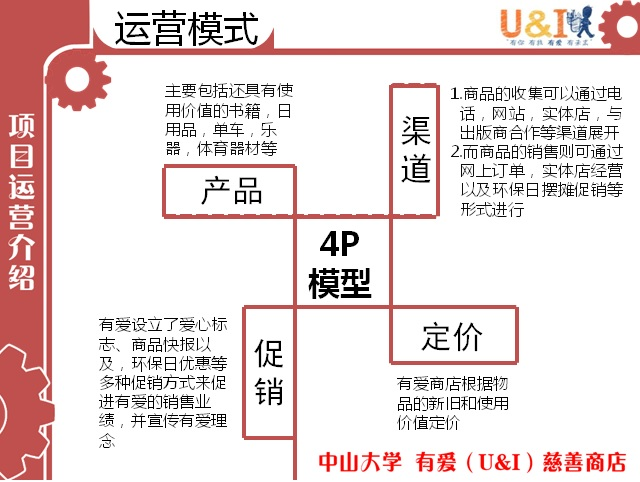 运营模式
U&I
"有你 有我 有爱 有未来"
项目运营介绍
主要包括还具有使
用价值的书籍，日
用品，单车，乐
器，体育器材等
产品
渠道
1.商品的收集可以通过电
话，网站，实体店，与
出版商合作等渠道展开
2.而商品的销售则可通过
网上订单，实体店经营
以及环保日摆摊促销等
形式进行
4P
模型
有爱设立了爱心标
志、商品快报以
及，环保日优惠等
多种促销方式来促
进有爱的销售业
绩，并宣传有爱理
念
促销
定价
有爱商店根据物
品的新旧和使用
价值定价
中山大学 有爱（U&I）慈善商店